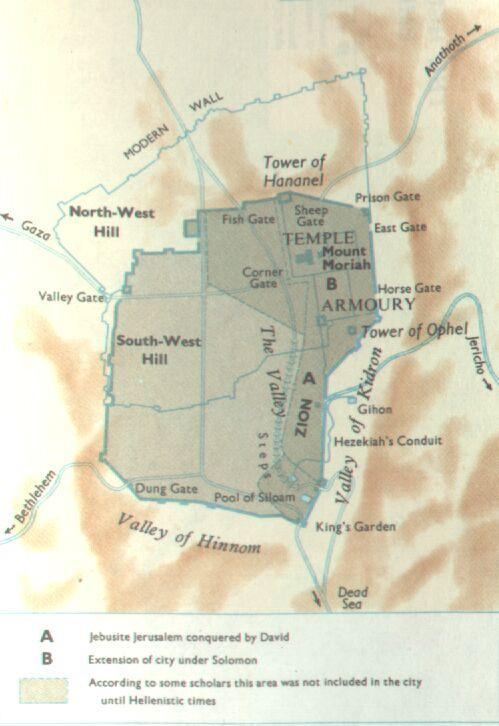 Anathoth
MODERN WALL
Tower of
Hananel
Prison Gate
North-West
Hill
Fish Gate
Sheep
Gate
East Gate
Gaza
TEMPLE
Mount
Moriah
Corner
Gate
B
Horse Gate
Valley Gate
ARMOURY
Tower of Ophel
South-West
Hill
The Valley
Jericho
A
ZION
Gihon
Valley of Kidron
Hezekiah's Conduit
Steps
Bethlehem
Dung Gate
Pool of Siloam
Valley of Hinnom
King's Garden
Dead
Sea
A Jebusite Jerusalem conquered by David
B Extension of city under Solomon
According to some scholars this area was not included in the city
until Hellenistic times